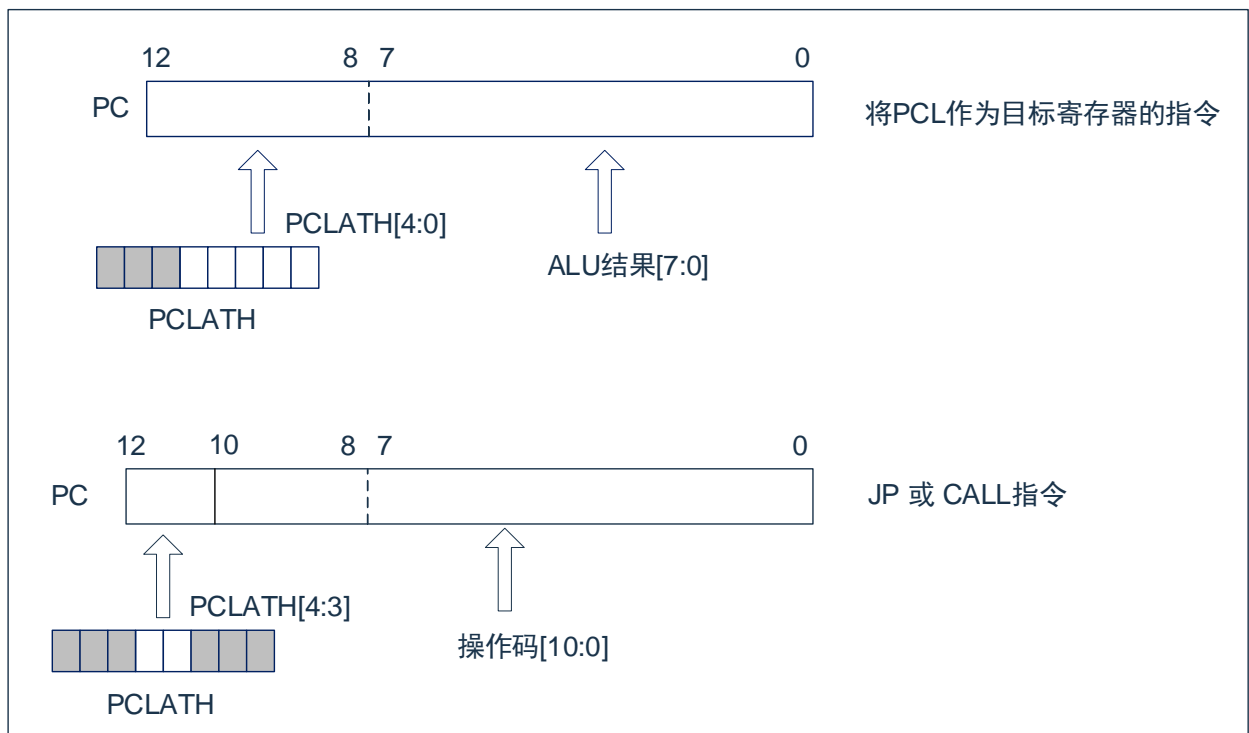 12 8 7 0
PC
将PCL作为目标寄存器的指令
PCLATH[4:0]
ALU结果[7:0]
PCLATH
12 10 8 7 0
PC
JP 或 CALL指令
PCLATH[4:3]
操作码[10:0]
PCLATH